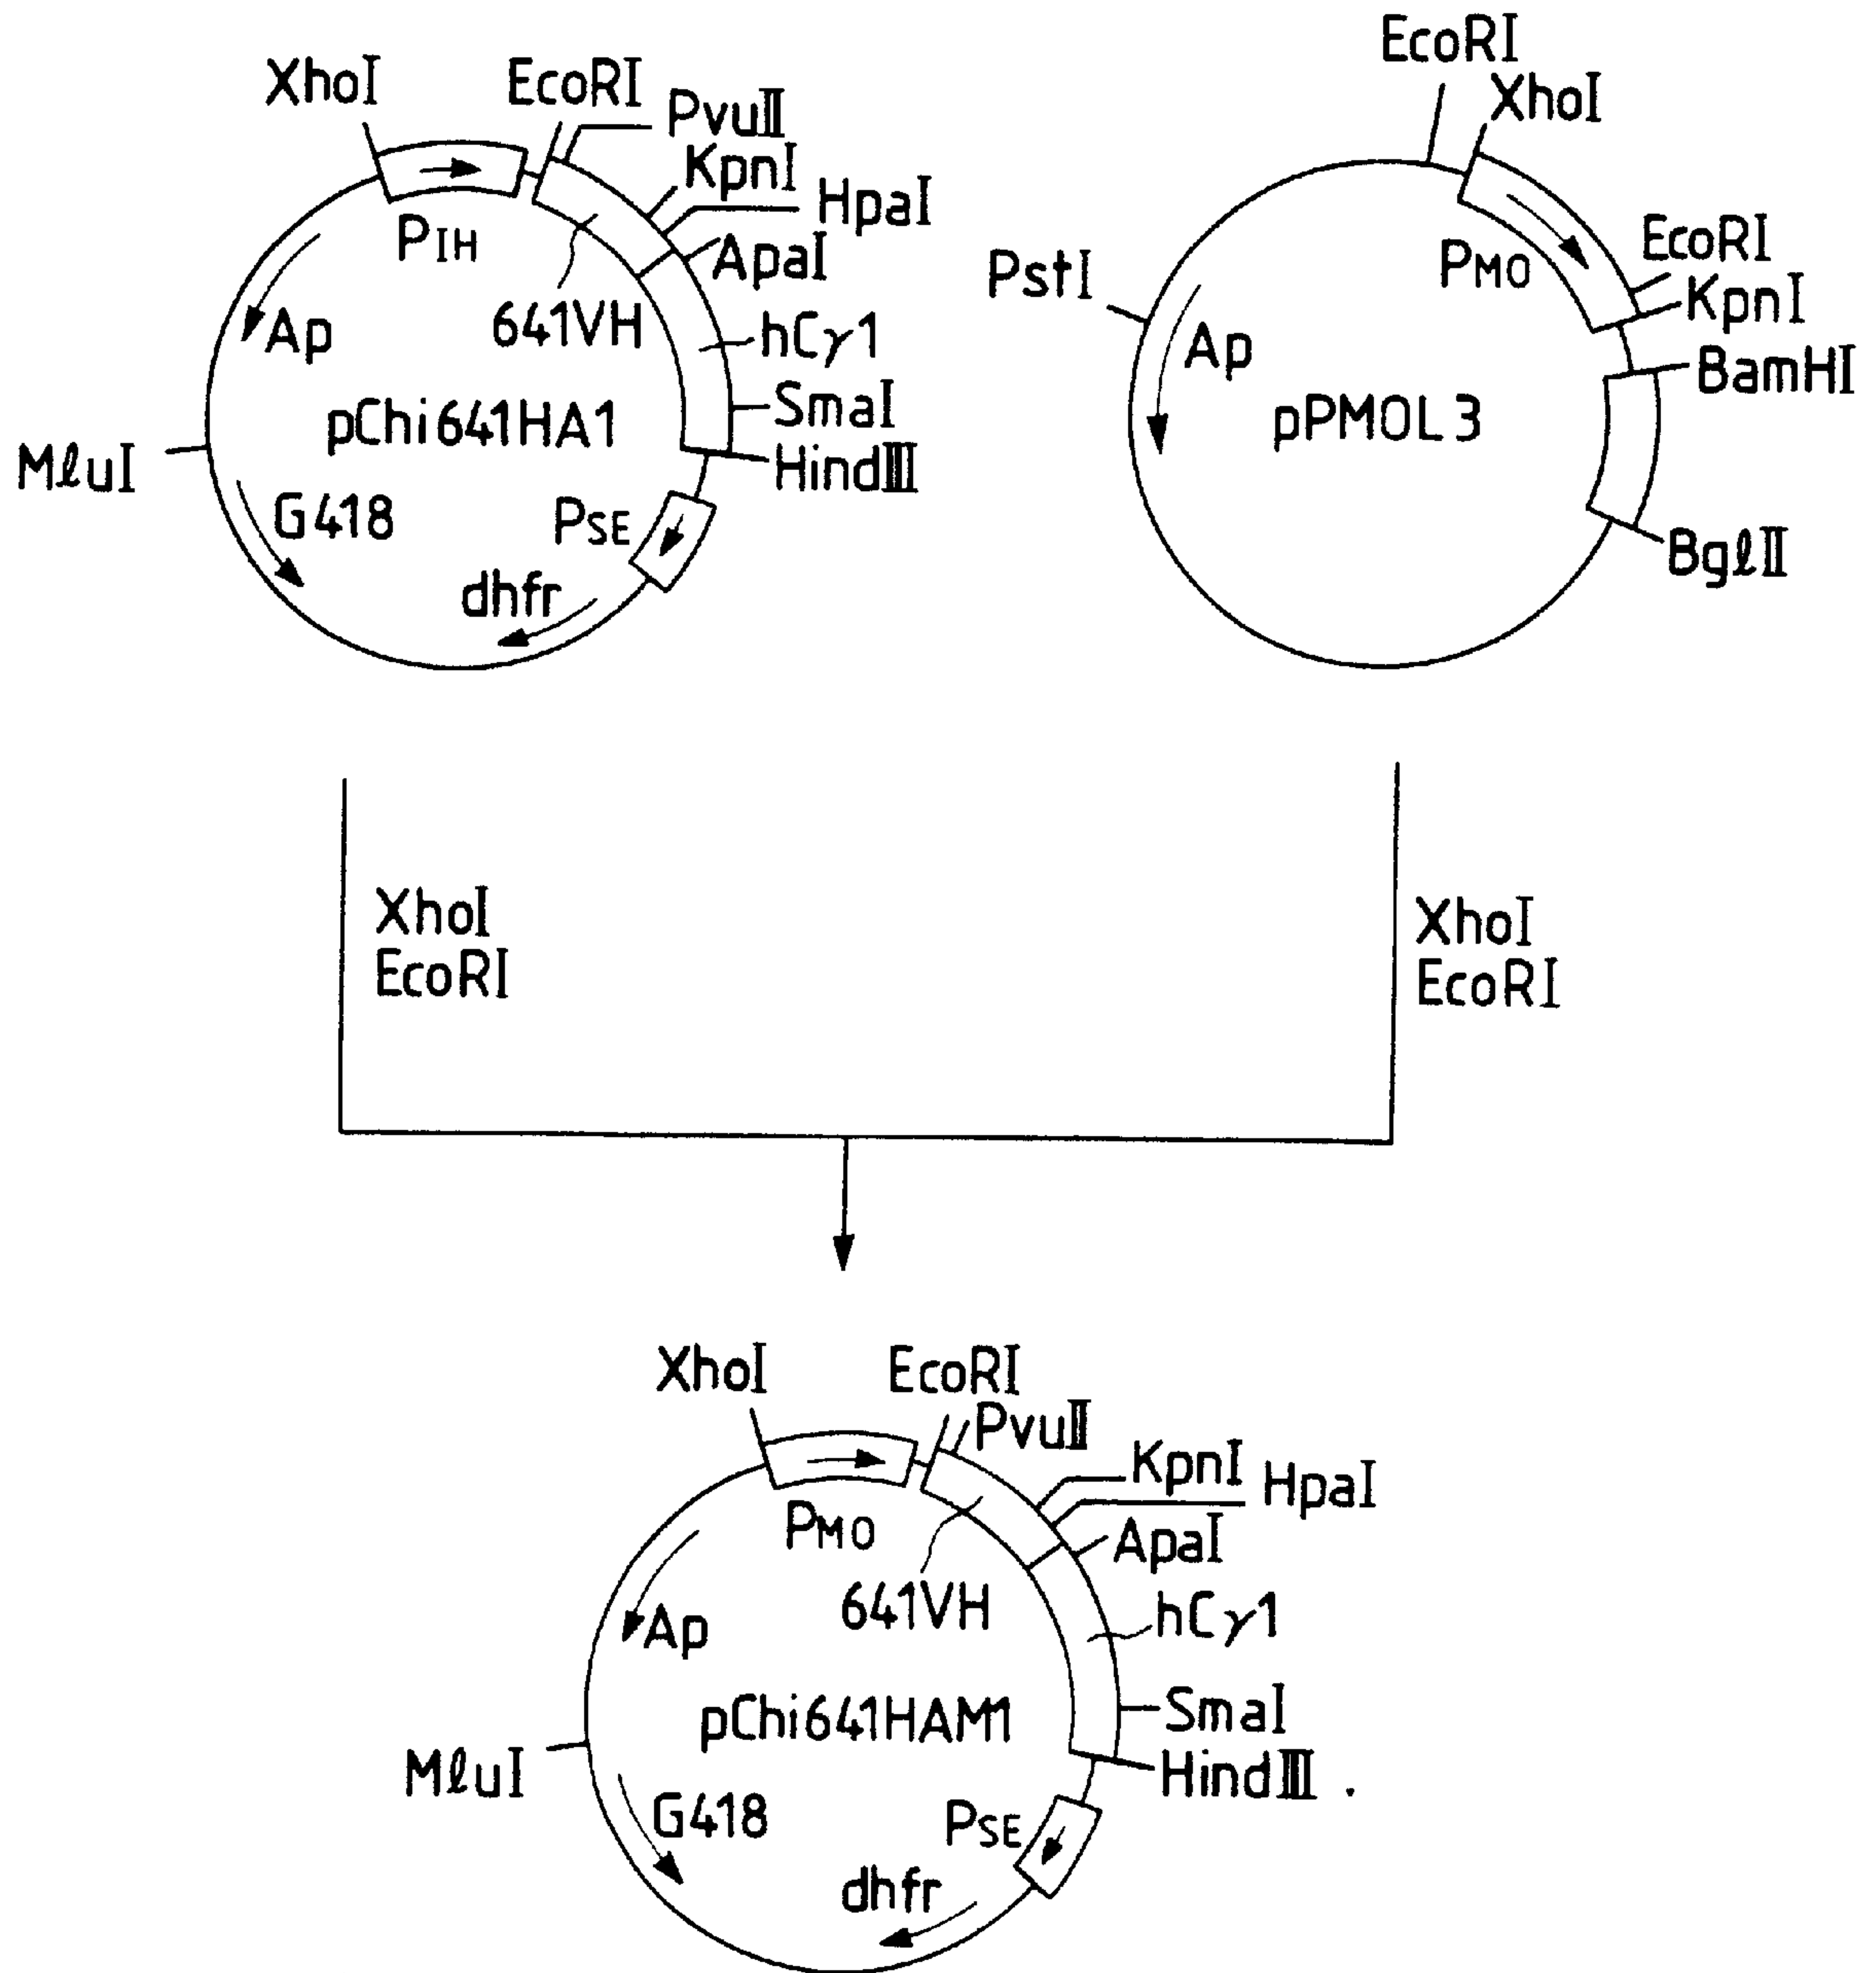 XhoI
EcoRI
PvuII
KpnI
HpaI
ApaI
PIH
641VH
Ap
hCγ1
pChi641HA1
SmaI
HindIII
MluI
G418
PSE
dhfr
EcoRI
XhoI
EcoRI
KpnI
PMO
PstI
Ap
BamHI
pPMOL3
BglII
XhoI
EcoRI
XhoI
EcoRI
XhoI
EcoRI
PvuII
KpnI
HpaI
ApaI
PMO
641VH
Ap
hCγ1
pChi641HAM1
SmaI
HindIII .
MluI
G418
PSE
dhfr